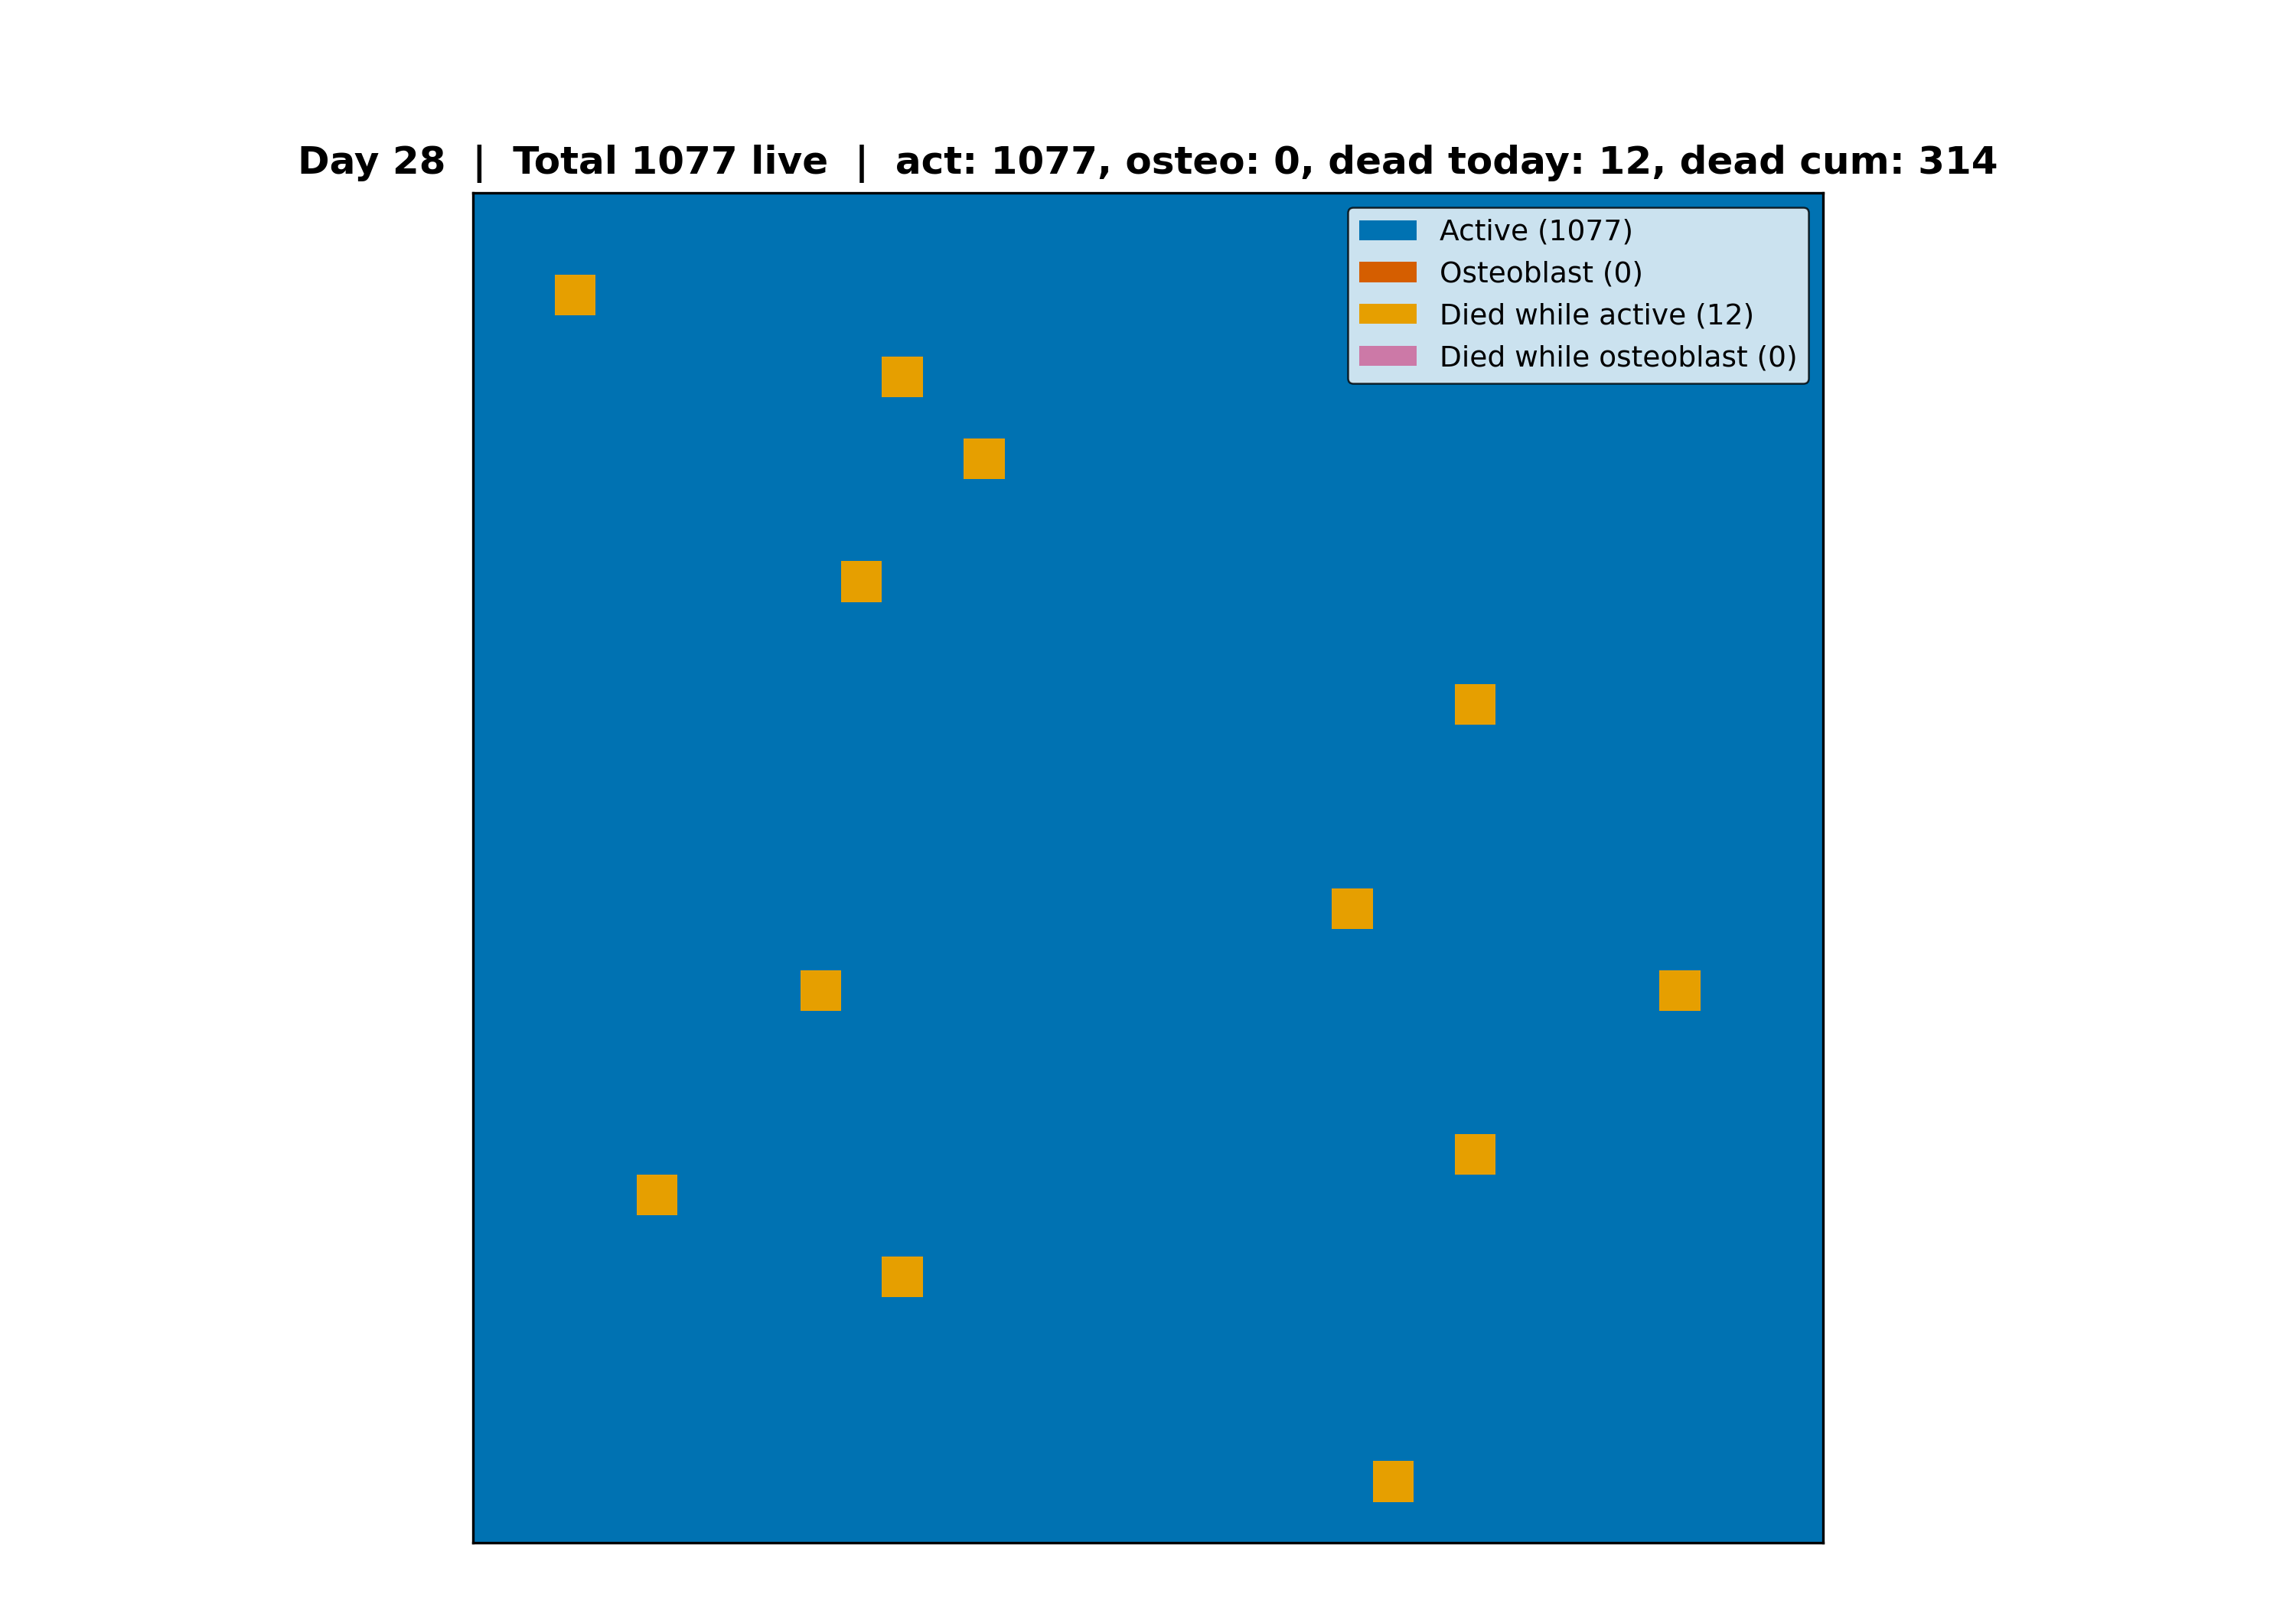 Day 28 | Total 1077 live | act: 1077, osteo: 0, dead today: 12, dead cum: 314
Active (1077)
Osteoblast (0)
Died while active (12)
Died while osteoblast (0)